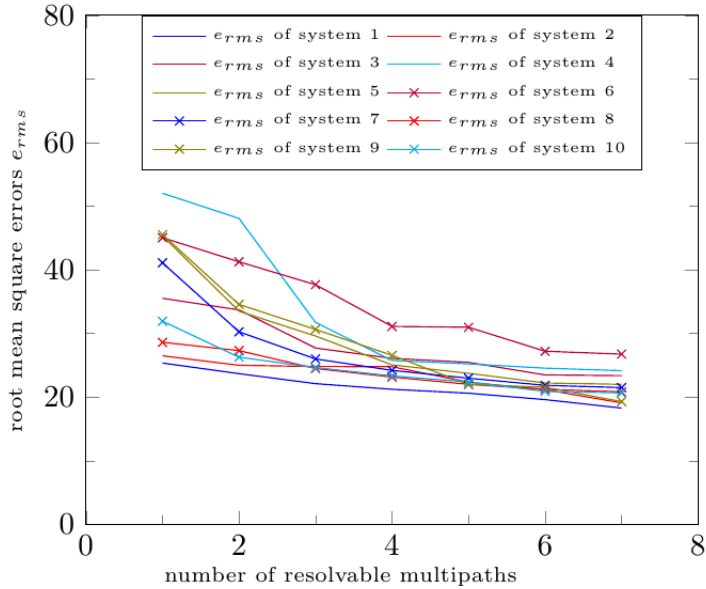 80
60
40
20
0
0
2
4
6
8
root mean square errors e_rms
number of resolvable multipaths
e_rms of system 1
e_rms of system 2
e_rms of system 3
e_rms of system 4
e_rms of system 5
e_rms of system 6
e_rms of system 7
e_rms of system 8
e_rms of system 9
e_rms of system 10